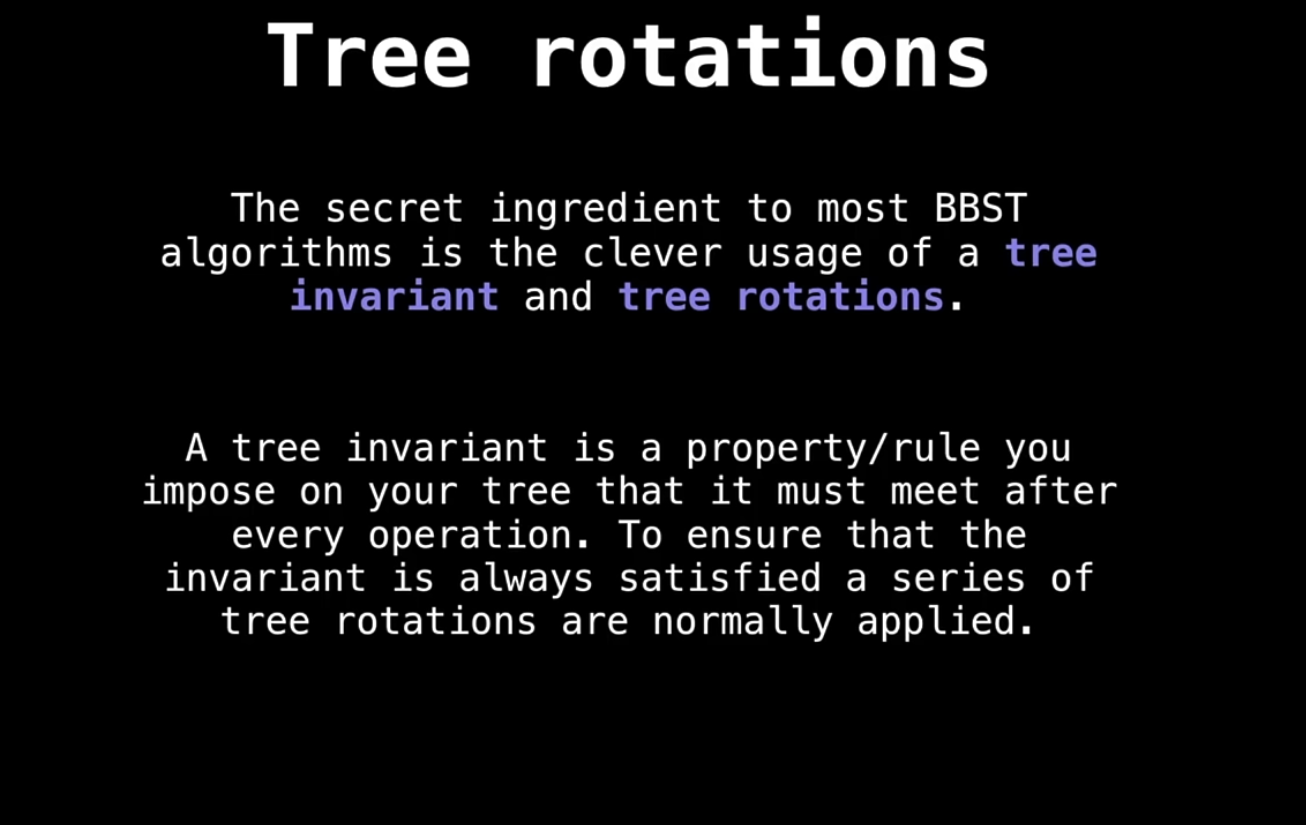 Tree rotations
The secret ingredient to most BBST
algorithms is the clever usage of a tree
invariant and tree rotations.
A tree invariant is a property/rule you
impose on your tree that it must meet after
every operation. To ensure that the
invariant is always satisfied a series of
tree rotations are normally applied.